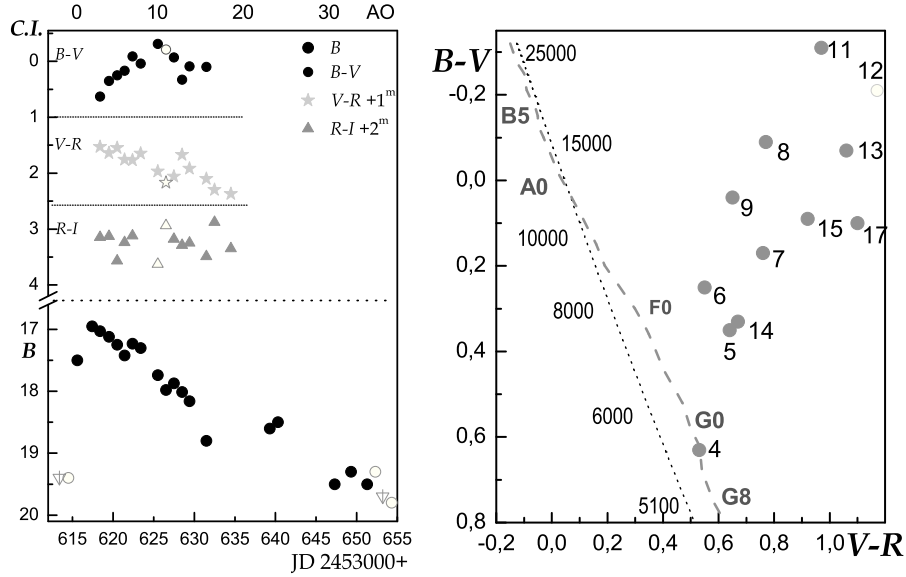 0 10 20 30 AO
C.I.
0
1
2
3
4
B-V
V-R
R-I
B
B-V
V-R +1m
R-I +2m
17
B
18
19
20
615 620 625 630 635 640 645 650 655
JD 2453000+
B-V
-0,2
0,0
0,2
0,4
0,6
0,8
25000
B5
15000
A0
10000
8000
F0
6000
G0
5100
G8
11
12
8
13
9
15
17
7
6
14
5
4
-0,2 0,0 0,2 0,4 0,6 0,8 1,0 V-R